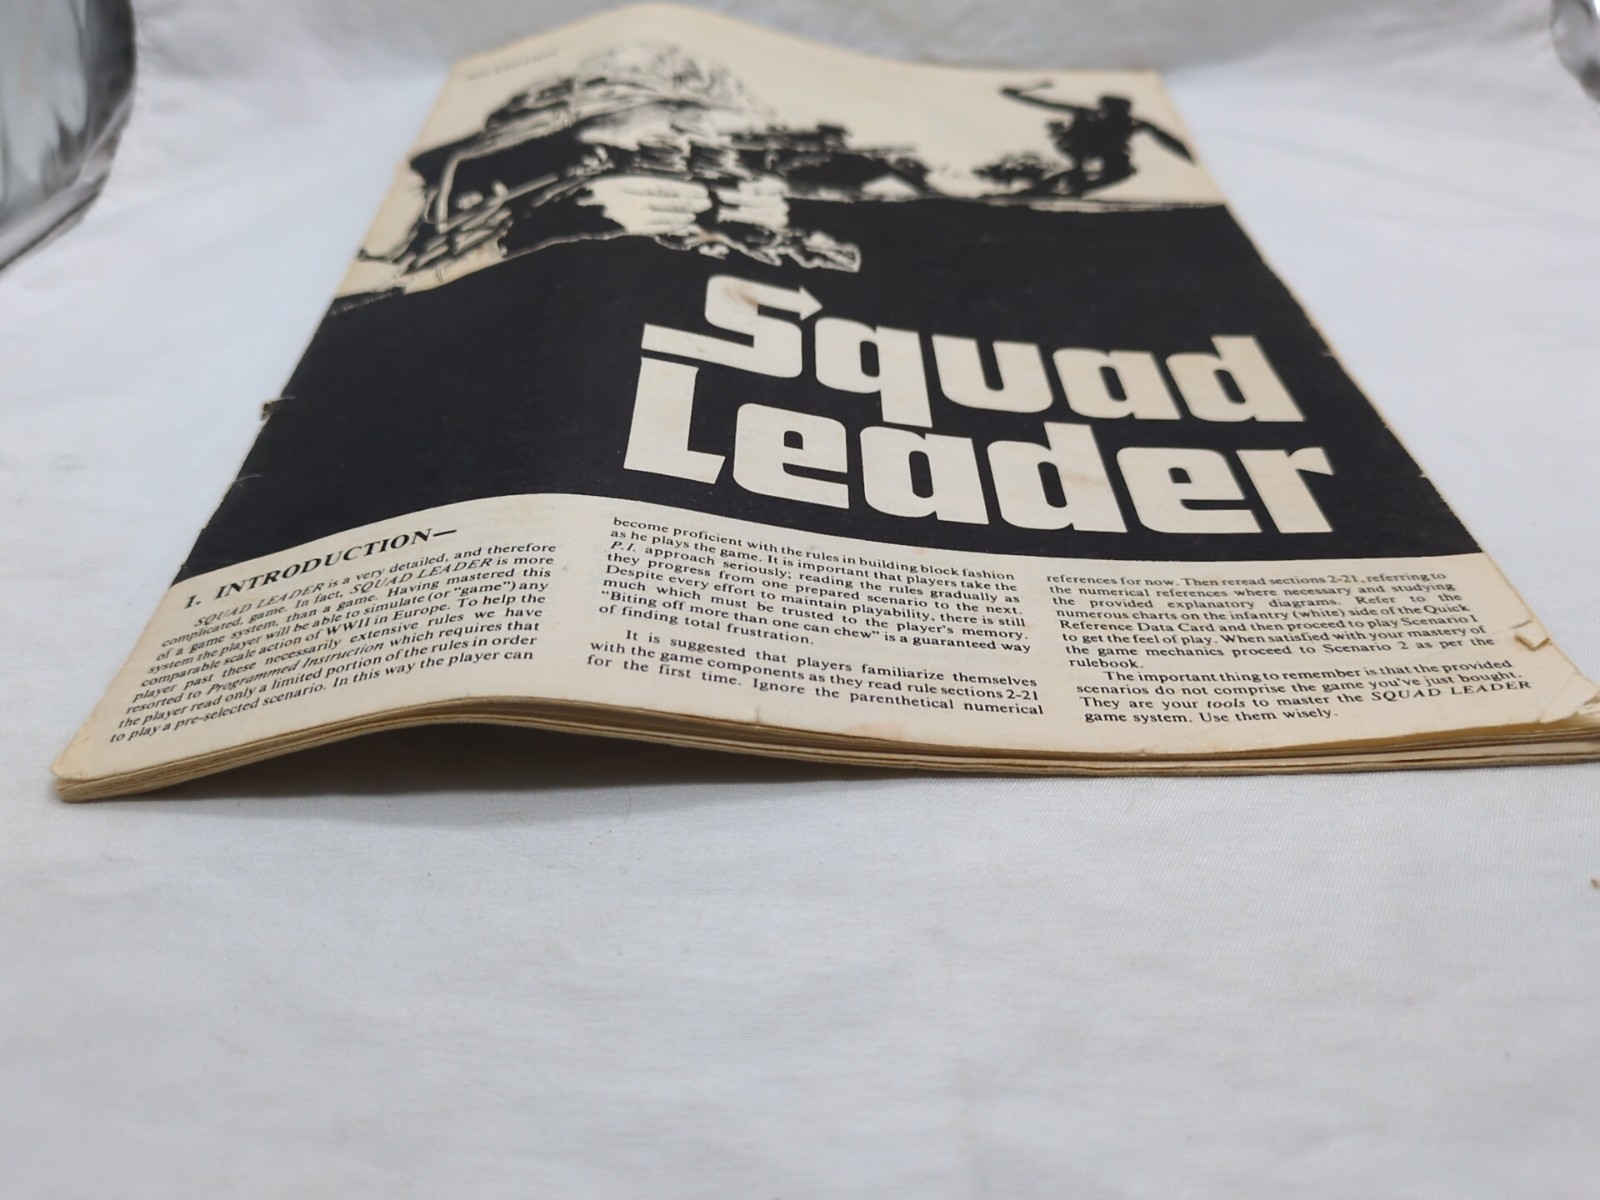 EDITION
Squad
Leader
1. INTRODUCTION—
SQUAD LEADER is a very detailed, and therefore
complicated, game. In fact, SQUAD LEADER is more
of a game system, than a game. Having mastered this
system the player will be able to simulate (or "game") any
comparable scale action of WWII in Europe. To help the
player past these necessarily extensive rules we have
resorted to Programmed Instruction which requires that
the player read only a limited portion of the rules in order
to play a pre-selected scenario. In this way the player can
become proficient with the rules in building block fashion
as he plays the game. It is important that players take the
P.I. approach seriously; reading the rules gradually as
they progress from one prepared scenario to the next.
Despite every effort to maintain playability, there is still
much which must be trusted to the player's memory.
"Biting off more than one can chew" is a guaranteed way
of finding total frustration.
It is suggested that players familiarize themselves
with the game components as they read rule sections 2-21
for the first time. Ignore the parenthetical numerical
references for now. Then reread sections 2-21, referring to
the numerical references where necessary and studying
the provided explanatory diagrams. Refer to the
numerous charts on the infantry (white) side of the Quick
Reference Data Card and then proceed to play Scenario 1
to get the feel of play. When satisfied with your mastery of
the game mechanics proceed to Scenario 2 as per the
rulebook.
The important thing to remember is that the provided
scenarios do not comprise the game you've just bought.
They are your tools to master the SQUAD LEADER
game system. Use them wisely.